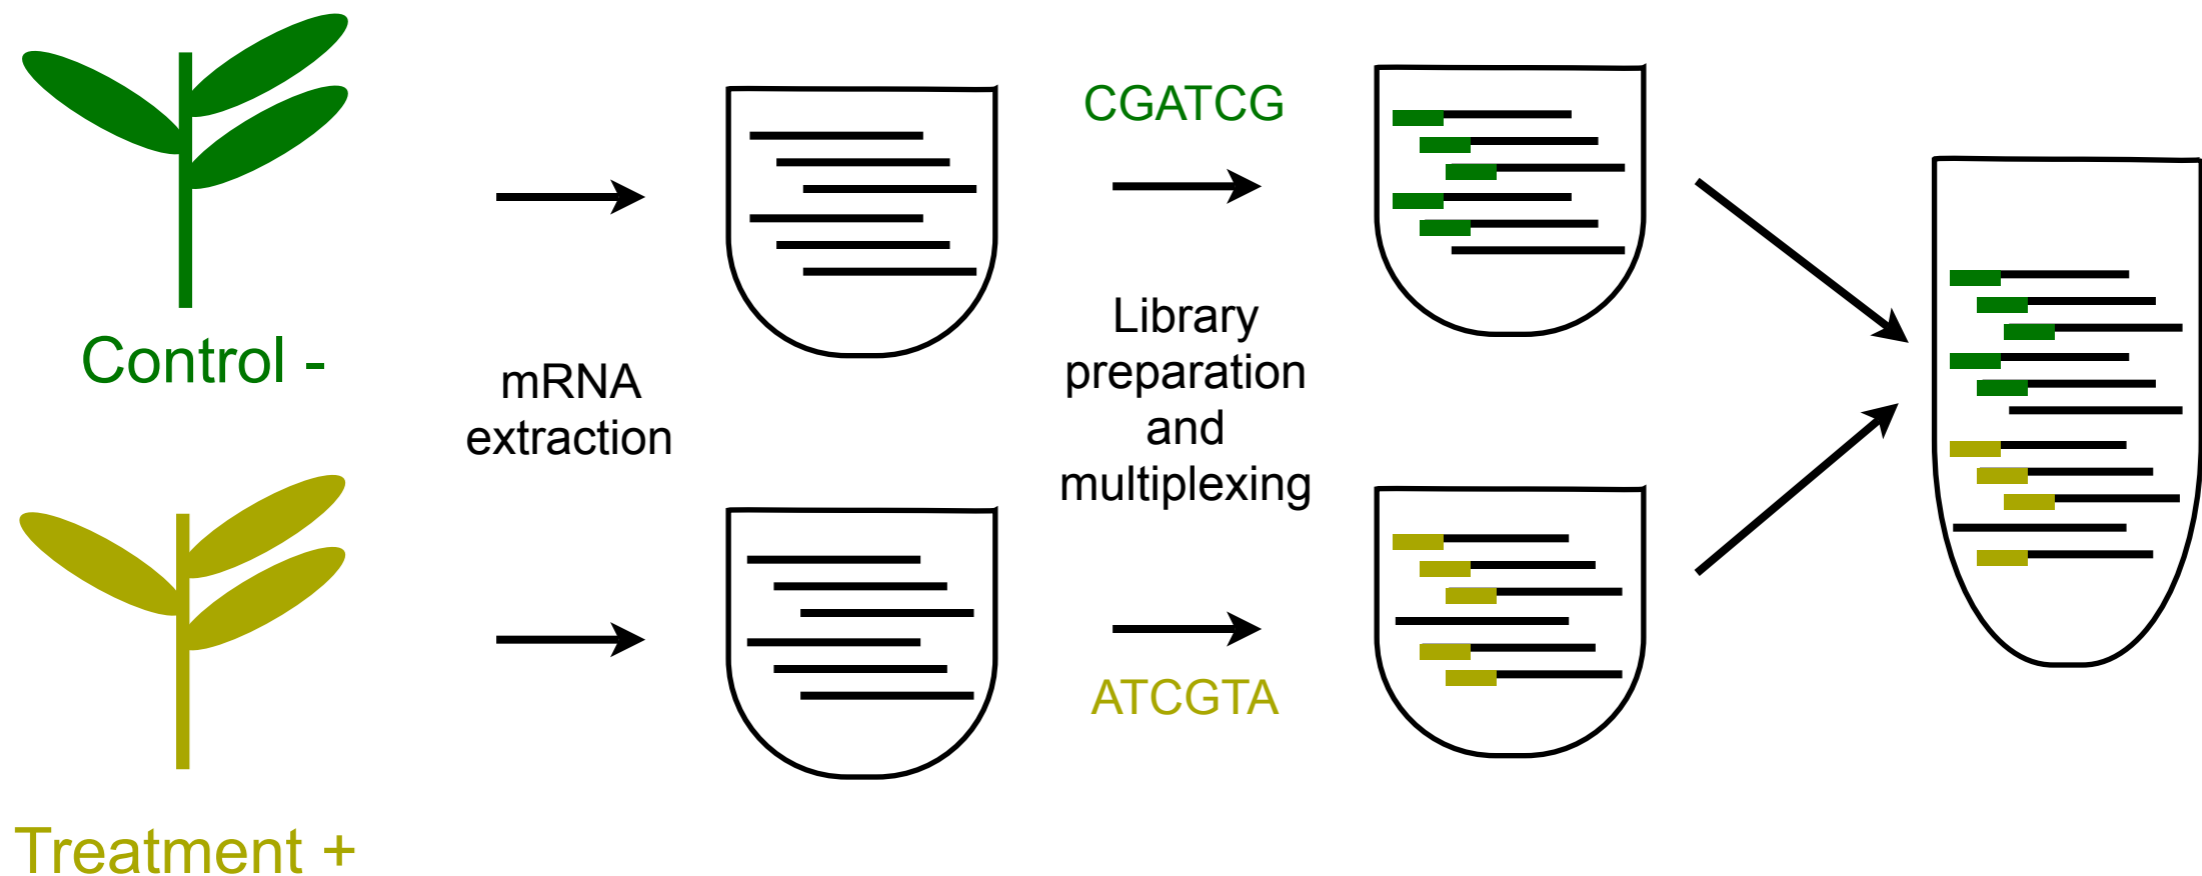 Control -
Treatment +
mRNA
extraction
CGATCG
Library
preparation
and
multiplexing
ATCGTA